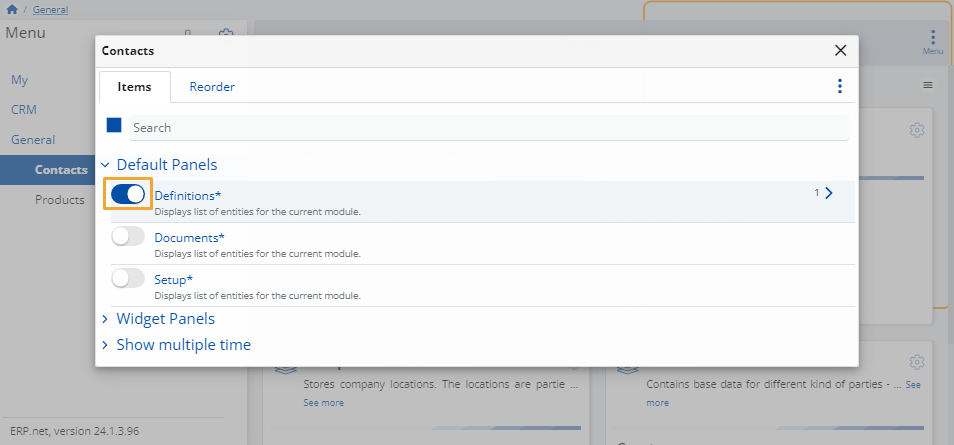 / General
Menu
Menu
Contacts
Items
Reorder
Search
My
CRM
General
Contacts
Products
Default Panels
Definitions*
1
Displays list of entities for the current module.
Documents*
Displays list of entities for the current module.
Setup*
Displays list of entities for the current module.
Widget Panels
Show multiple time
Stores company locations. The locations are partie ...
See more
Contains base data for different kind of parties - ... See
more
ERP.net, version 24.1.3.96